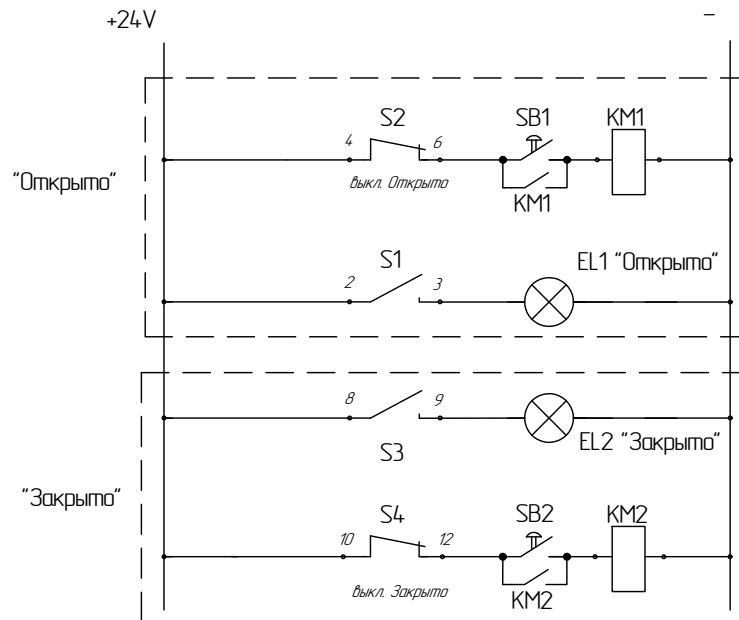 +24V –
S2 SB1 KM1
4 6
выкл. Открыто
KM1
"Открыто"
S1 EL1 "Открыто"
2 3
8 9
S3 EL2 "Закрыто"
"Закрыто"
S4 SB2 KM2
10 12
выкл. Закрыто
KM2